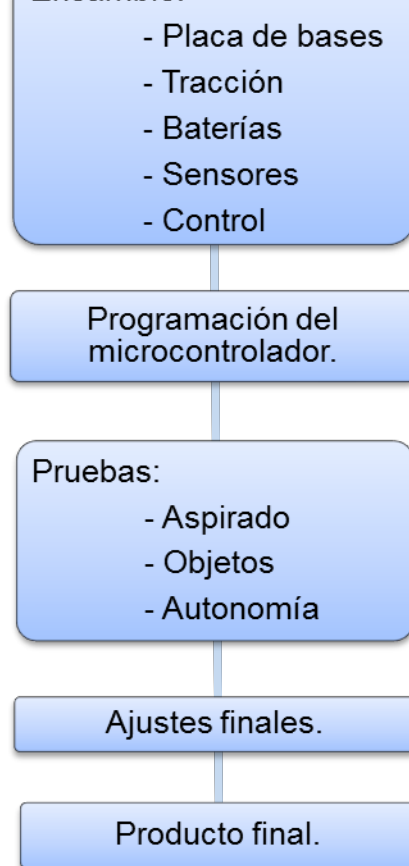 - Placa de bases
- Tracción
- Baterías
- Sensores
- Control
Programación del
microcontrolador.
Pruebas:
- Aspirado
- Objetos
- Autonomía
Ajustes finales.
Producto final.